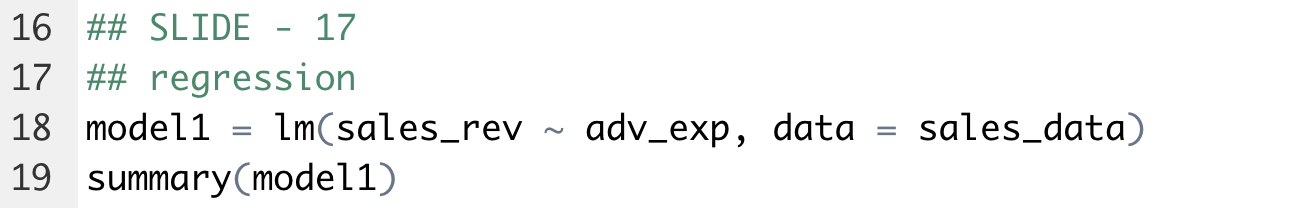 16 ## SLIDE - 17
17 ## regression
18 model1 = lm(sales_rev ~ adv_exp, data = sales_data)
19 summary(model1)